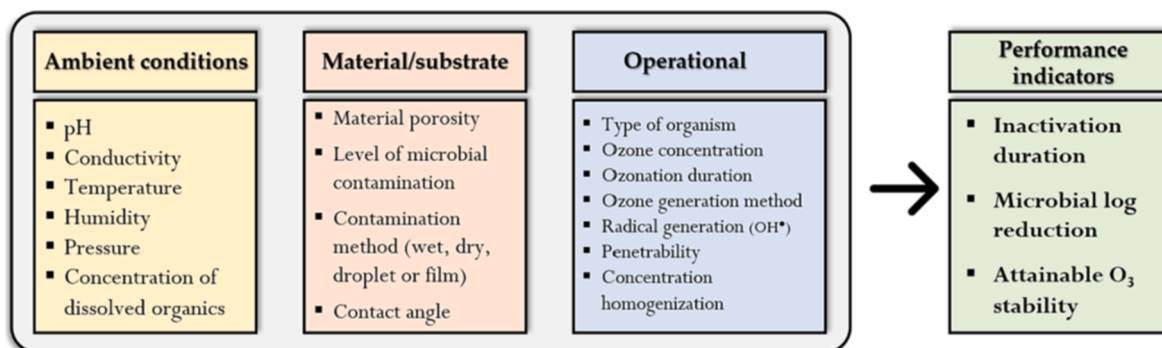 Ambient conditions
▪ pH
▪ Conductivity
▪ Temperature
▪ Humidity
▪ Pressure
▪ Concentration of
dissolved organics
Material/substrate
▪ Material porosity
▪ Level of microbial
contamination
▪ Contamination
method (wet, dry,
droplet or film)
▪ Contact angle
Operational
▪ Type of organism
▪ Ozone concentration
▪ Ozonation duration
▪ Ozone generation method
▪ Radical generation (OH•)
▪ Penetrability
▪ Concentration
homogenization
Performance
indicators
▪ Inactivation
duration
▪ Microbial log
reduction
▪ Attainable O₃
stability